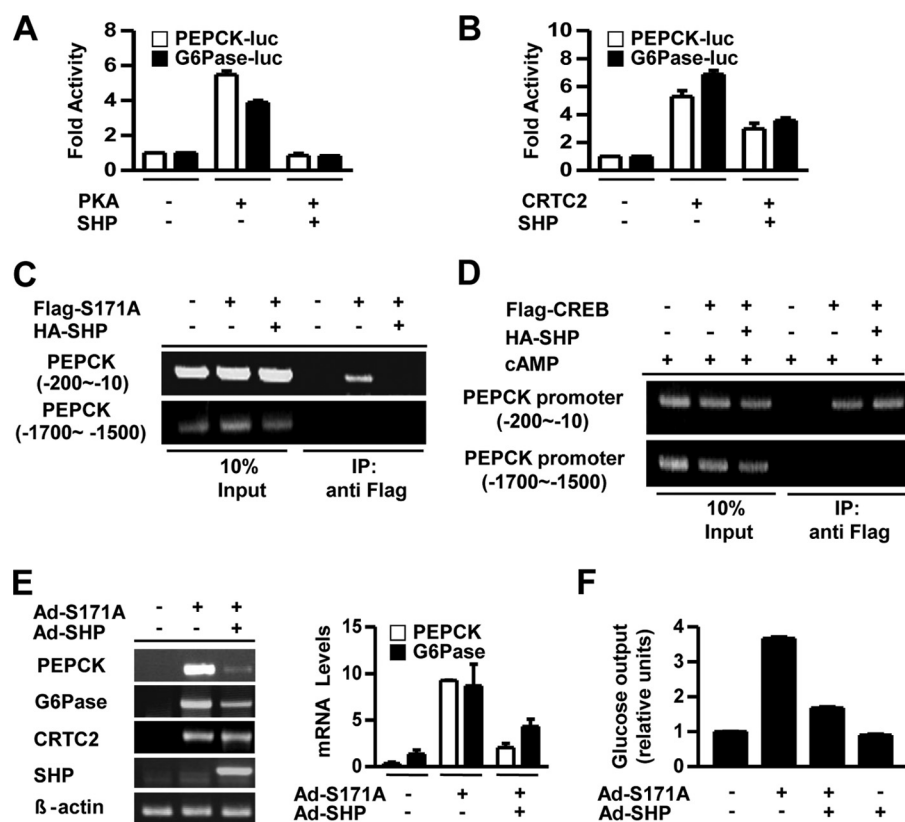 A
Fold Activity
8
6
4
2
0
PEPCK-luc
G6Pase-luc
PKA - + +
SHP - - +
B
Fold Activity
10
8
6
4
2
0
PEPCK-luc
G6Pase-luc
CRTC2 - + +
SHP - - +
C
Flag-S171A - + + - + +
HA-SHP - - + - - +
PEPCK
(-200~-10)
PEPCK
(-1700~ -1500)
10%
Input
IP:
anti Flag
D
Flag-CREB - + + - + +
HA-SHP - - + - - +
cAMP + + + + + +
PEPCK promoter
(-200~-10)
PEPCK promoter
(-1700~-1500)
10%
Input
IP:
anti Flag
E
Ad-S171A - + +
Ad-SHP - - +
PEPCK
G6Pase
CRTC2
SHP
ß-actin
mRNA Levels
15
10
5
0
PEPCK
G6Pase
Ad-S171A - + +
Ad-SHP - - +
F
Glucose output
(relative units)
4
3
2
1
0
Ad-S171A - + + -
Ad-SHP - - + +